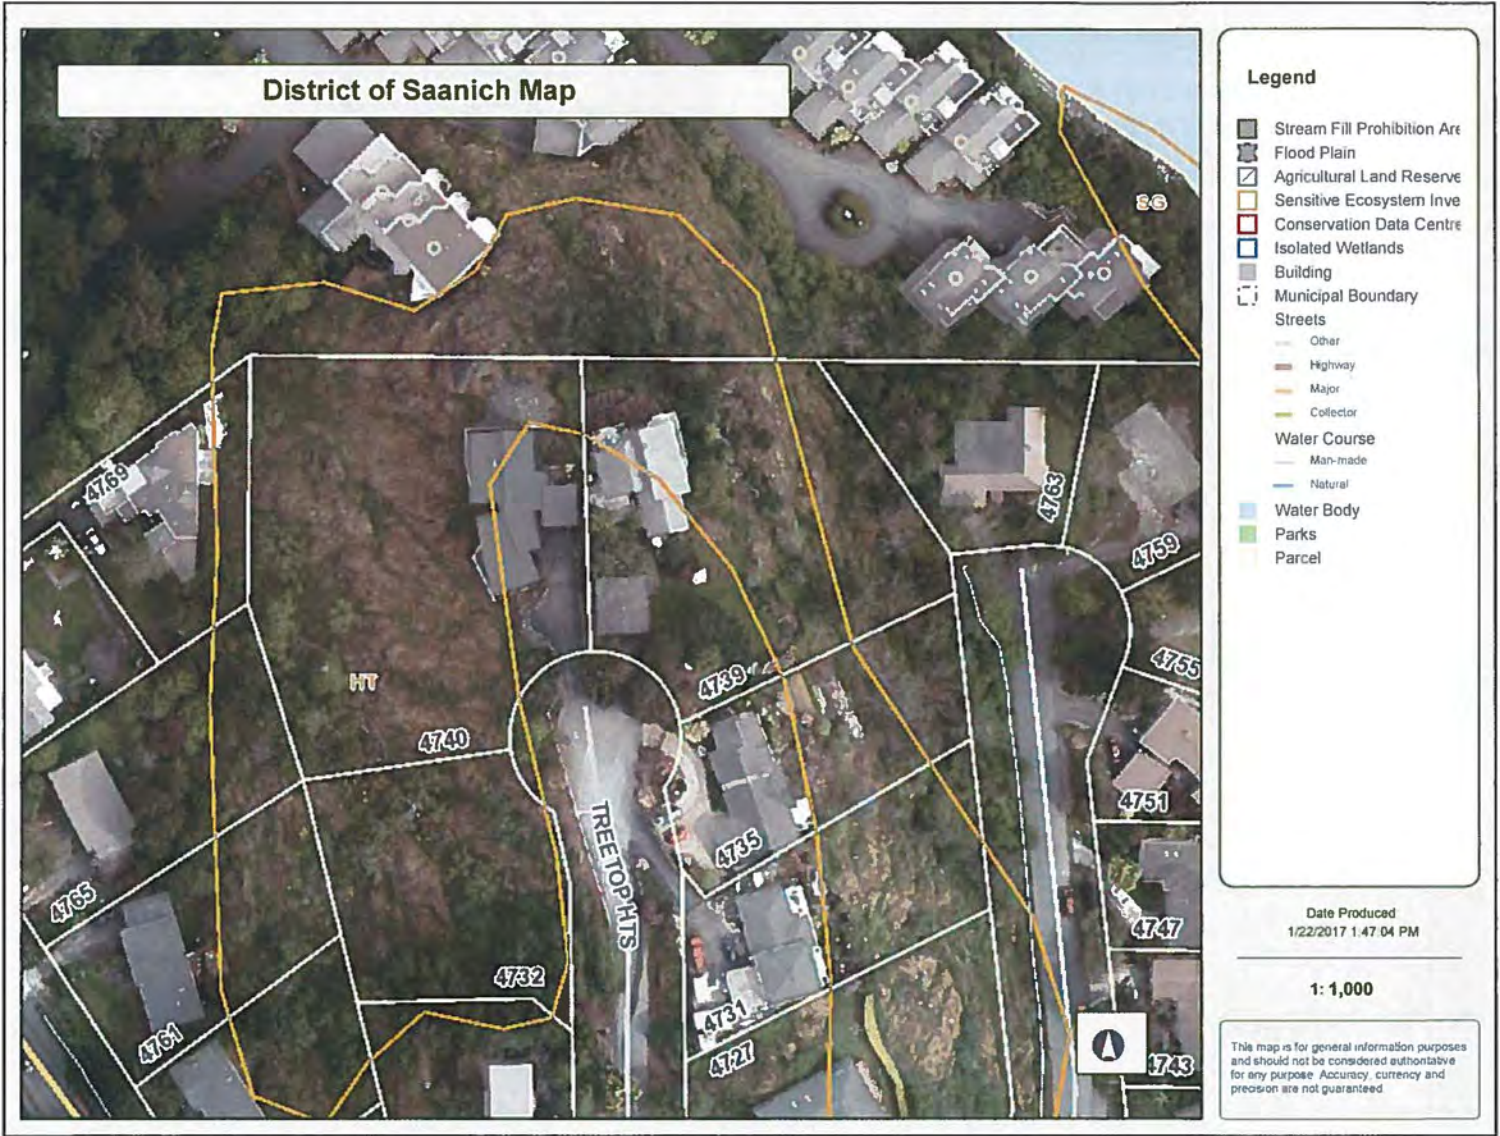 District of Saanich Map
SG
4769
4763
4759
4755
HT
4739
4740
4751
TREETOP HTS
4735
4765
4747
4732
4731
4761
4727
4743
Legend
Stream Fill Prohibition Are
Flood Plain
Agricultural Land Reserve
Sensitive Ecosystem Inve
Conservation Data Centre
Isolated Wetlands
Building
Municipal Boundary
Streets
Other
Highway
Major
Collector
Water Course
Man-made
Natural
Water Body
Parks
Parcel
Date Produced
1/22/2017 1:47:04 PM
1: 1,000
This map is for general information purposes
and should not be considered authoritative
for any purpose. Accuracy, currency and
precision are not guaranteed.